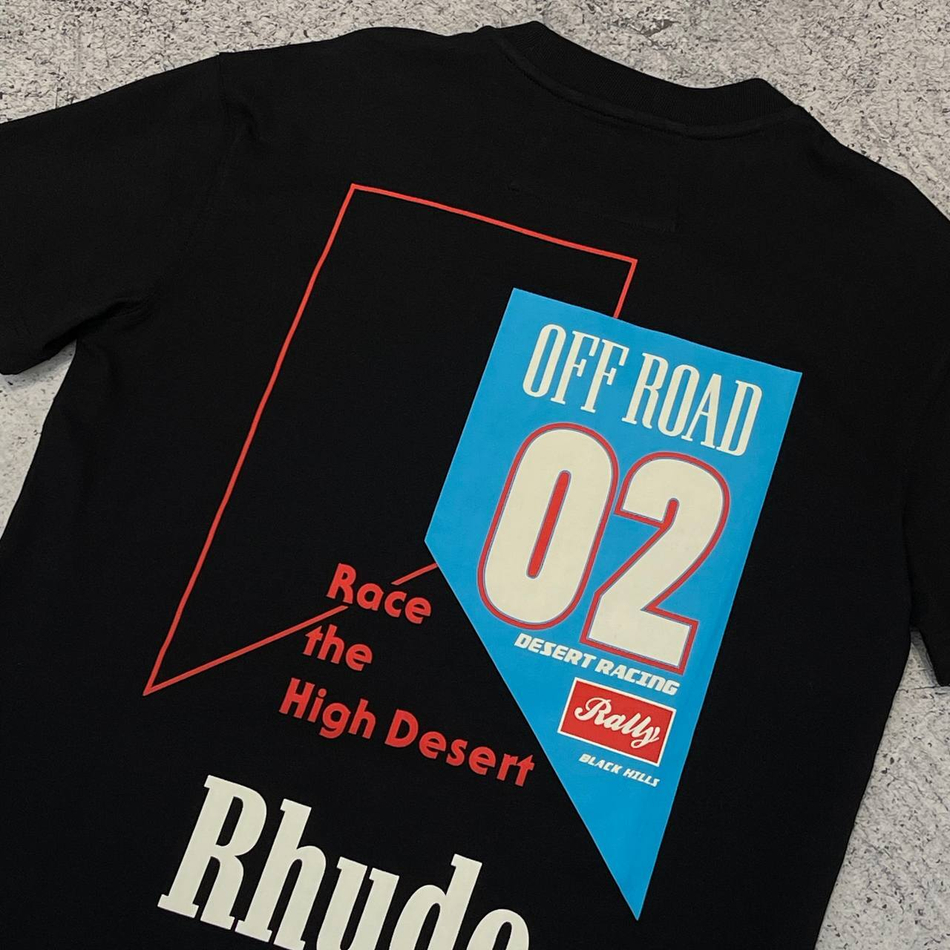 OFF ROAD
02
DESERT RACING
Rally
BLACK HILLS
Race
the
High Desert
Rhude